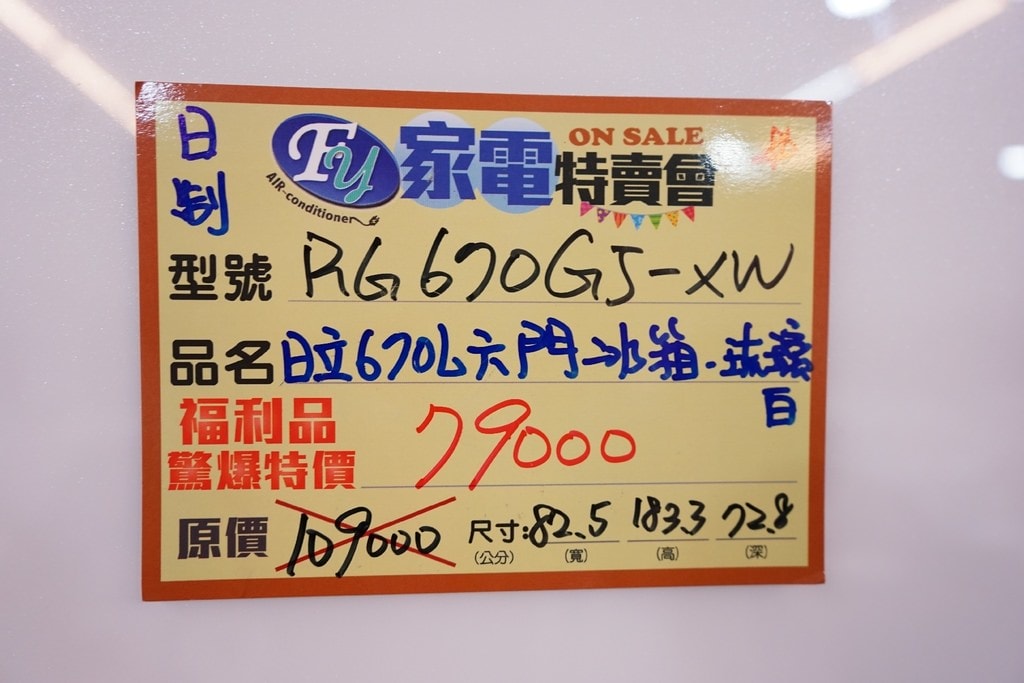 日製
FY
AIR-conditioner
家電
ON SALE
特賣會
型號 RG670GJ-XW
品名 日立670L六門冰箱.琉璃
白
福利品
驚爆特價 79000
原價 109000 尺寸: 82.5 183.3 72.8
(公分) (寬) (高) (深)